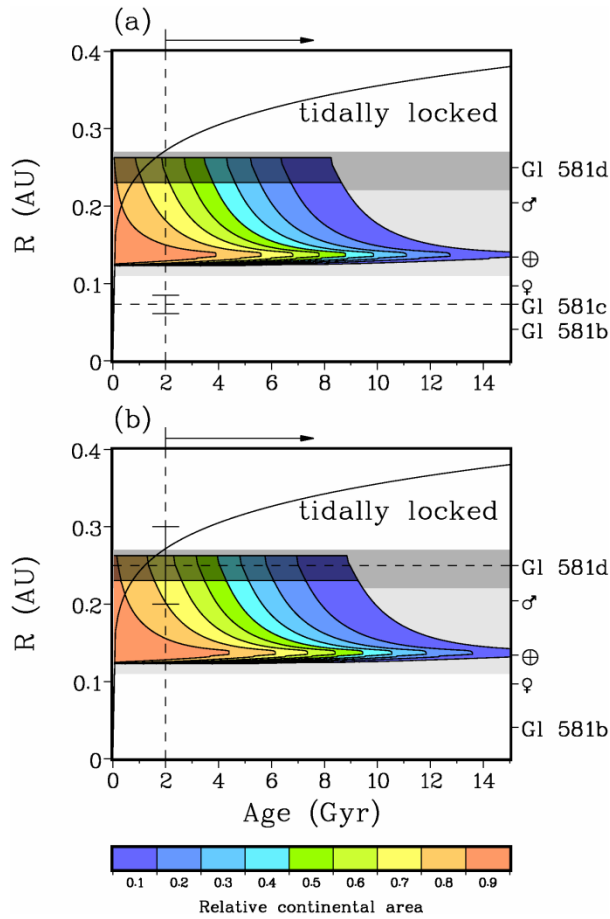 (a)
0.4
0.3
0.2
0.1
0
R (AU)
tidally locked
Gl 581d
♂
⊕
♀
Gl 581c
Gl 581b
0 2 4 6 8 10 12 14
(b)
0.4
0.3
0.2
0.1
0
R (AU)
tidally locked
Gl 581d
♂
⊕
♀
Gl 581b
0 2 4 6 8 10 12 14
Age (Gyr)
0.1 0.2 0.3 0.4 0.5 0.6 0.7 0.8 0.9
Relative continental area